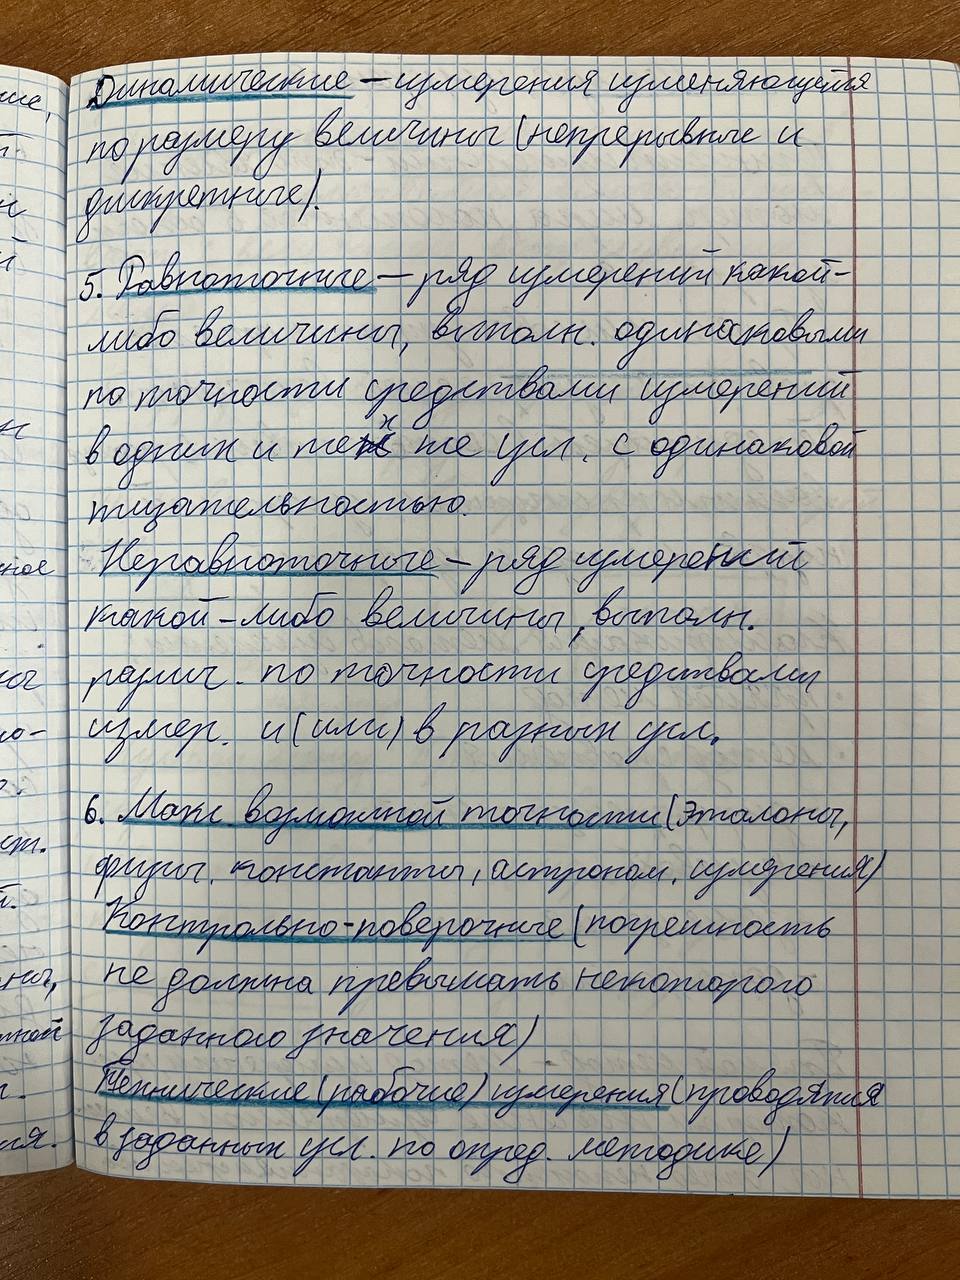 Динамические – измерения изменяющейся
по размеру величины (непрерывные и
дискретные).
5. Равноточные – ряд измерений какой-
либо величины, выполн. одинаковыми
по точности средствами измерений
в одних и тех же усл. с одинаковой
тщательностью.
Неравноточные – ряд измерений
какой-либо величины, выполн.
различ. по точности средствами
измер. и (или) в разных усл.
6. Макс. возможной точности (эталоны,
физич. константы, астроном. измерения)
Контрольно-поверочные (погрешность
не должна превышать некоторого
заданного значения)
Технические (рабочие) измерения (проводятся
в заданных усл. по опред. методике)